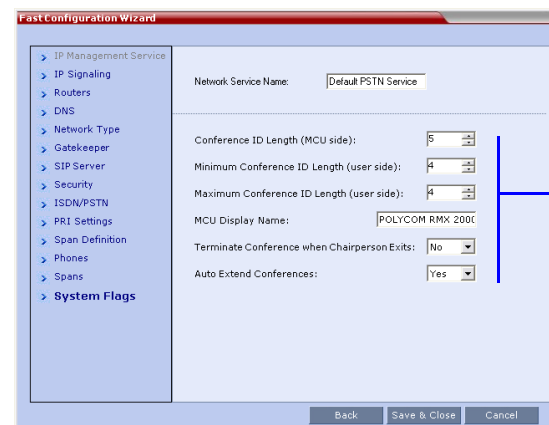 Fast Configuration Wizard
IP Management Service
IP Signaling
Routers
DNS
Network Type
Gatekeeper
SIP Server
Security
ISDN/PSTN
PRI Settings
Span Definition
Phones
Spans
System Flags
Network Service Name: Default PSTN Service
Conference ID Length (MCU side): 5
Minimum Conference ID Length (user side): 4
Maximum Conference ID Length (user side): 4
MCU Display Name: POLYCOM RMX 2000
Terminate Conference when Chairperson Exits: No
Auto Extend Conferences: Yes
Back Save & Close Cancel